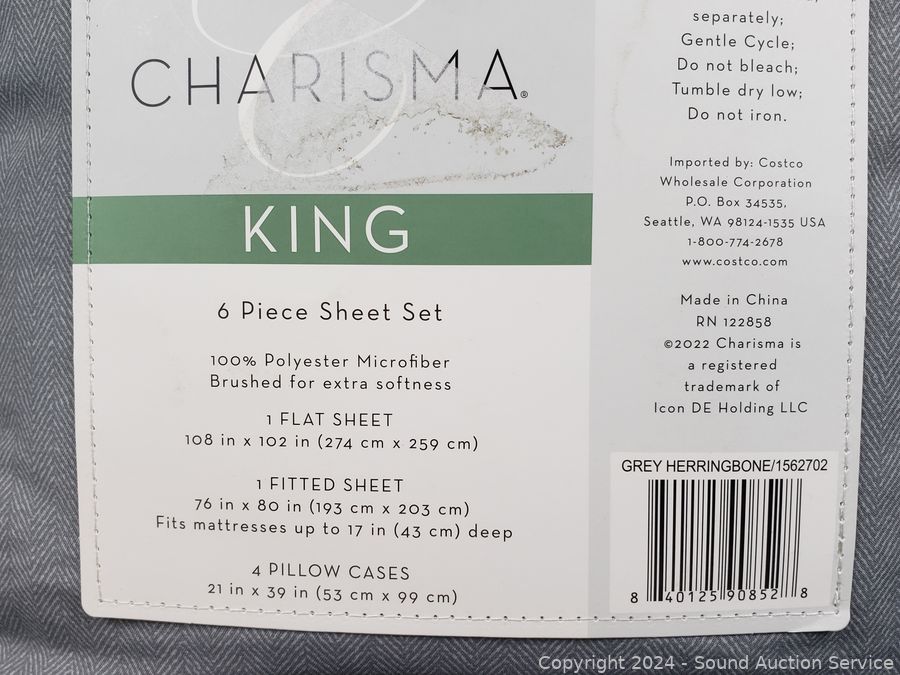 CHARISMA®
KING
6 Piece Sheet Set
100% Polyester Microfiber
Brushed for extra softness
1 FLAT SHEET
108 in x 102 in (274 cm x 259 cm)
1 FITTED SHEET
76 in x 80 in (193 cm x 203 cm)
Fits mattresses up to 17 in (43 cm) deep
4 PILLOW CASES
21 in x 39 in (53 cm x 99 cm)
separately;
Gentle Cycle;
Do not bleach;
Tumble dry low;
Do not iron.
Imported by: Costco
Wholesale Corporation
P.O. Box 34535,
Seattle, WA 98124-1535 USA
1-800-774-2678
www.costco.com
Made in China
RN 122858
©2022 Charisma is
a registered
trademark of
Icon DE Holding LLC
GREY HERRINGBONE/1562702
8 40125 90852 8
Copyright 2024 - Sound Auction Service